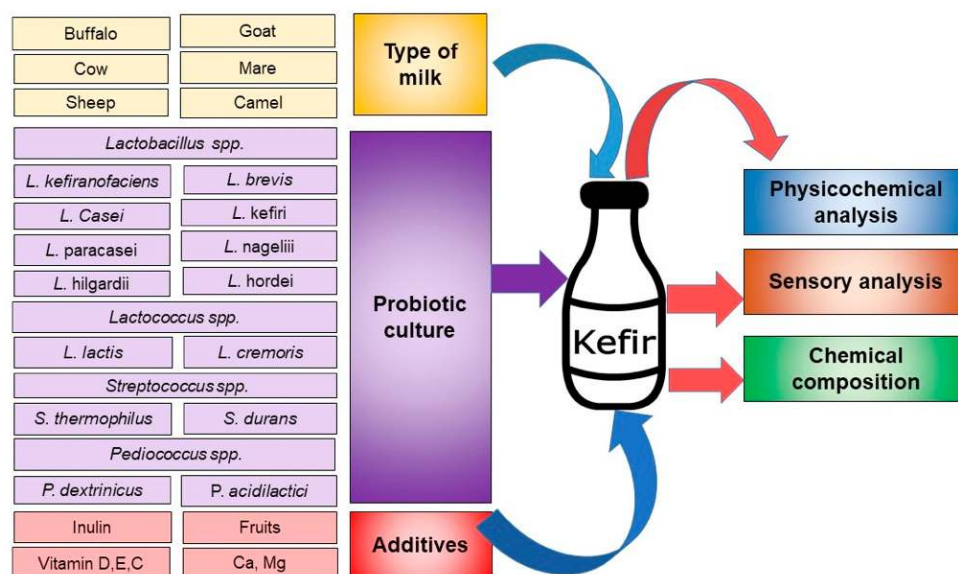 Buffalo
Goat
Cow
Mare
Sheep
Camel
Type of
milk
Lactobacillus spp.
L. kefiranofaciens
L. brevis
L. Casei
L. kefiri
L. paracasei
L. nageliii
L. hilgardii
L. hordei
Lactococcus spp.
L. lactis
L. cremoris
Streptococcus spp.
S. thermophilus
S. durans
Pediococcus spp.
P. dextrinicus
P. acidilactici
Probiotic
culture
Inulin
Fruits
Vitamin D,E,C
Ca, Mg
Additives
Kefir
Physicochemical
analysis
Sensory analysis
Chemical
composition